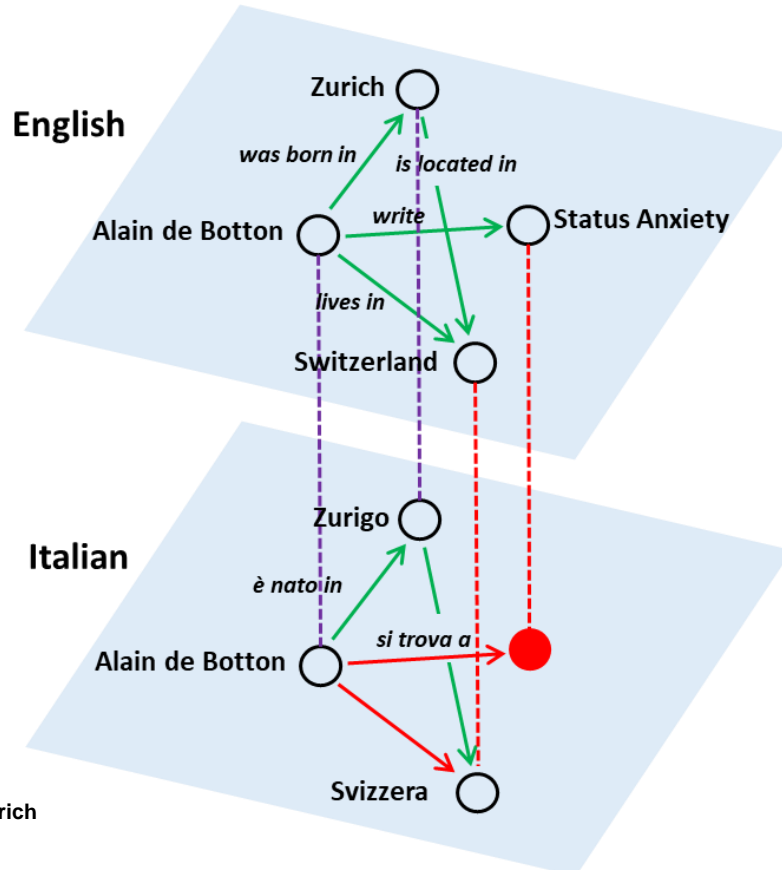 Zurich
English
was born in
is located in
Alain de Botton
write
Status Anxiety
lives in
Switzerland
Zurigo
Italian
è nato in
si trova a
Alain de Botton
Svizzera
rich